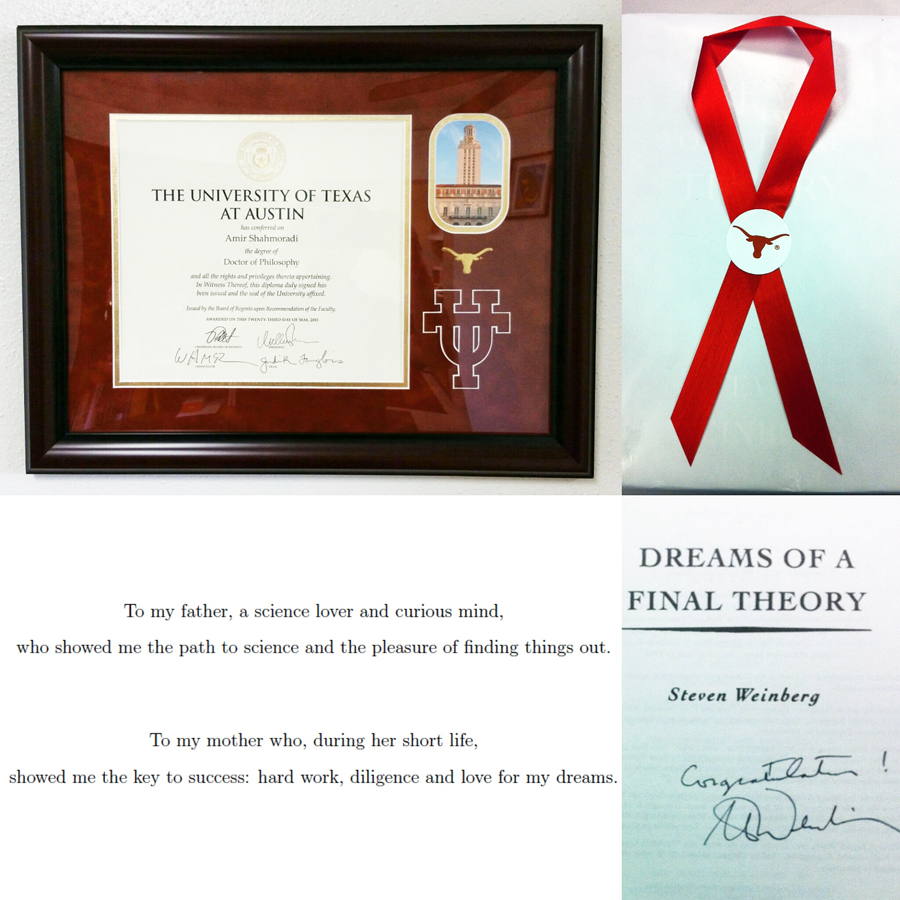 THE UNIVERSITY OF TEXAS
AT AUSTIN
has conferred on
Amir Shahmoradi
the degree of
Doctor of Philosophy
and all the rights and privileges thereto appertaining.
In Witness Thereof, this diploma duly signed has
been issued and the seal of the University affixed.
Issued by the Board of Regents upon Recommendation of the Faculty.
AWARDED ON THIS TWENTY-THIRD DAY OF MAY, 2015
To my father, a science lover and curious mind,
who showed me the path to science and the pleasure of finding things out.
To my mother who, during her short life,
showed me the key to success: hard work, diligence and love for my dreams.
DREAMS OF A
FINAL THEORY
Steven Weinberg
Congratulations!